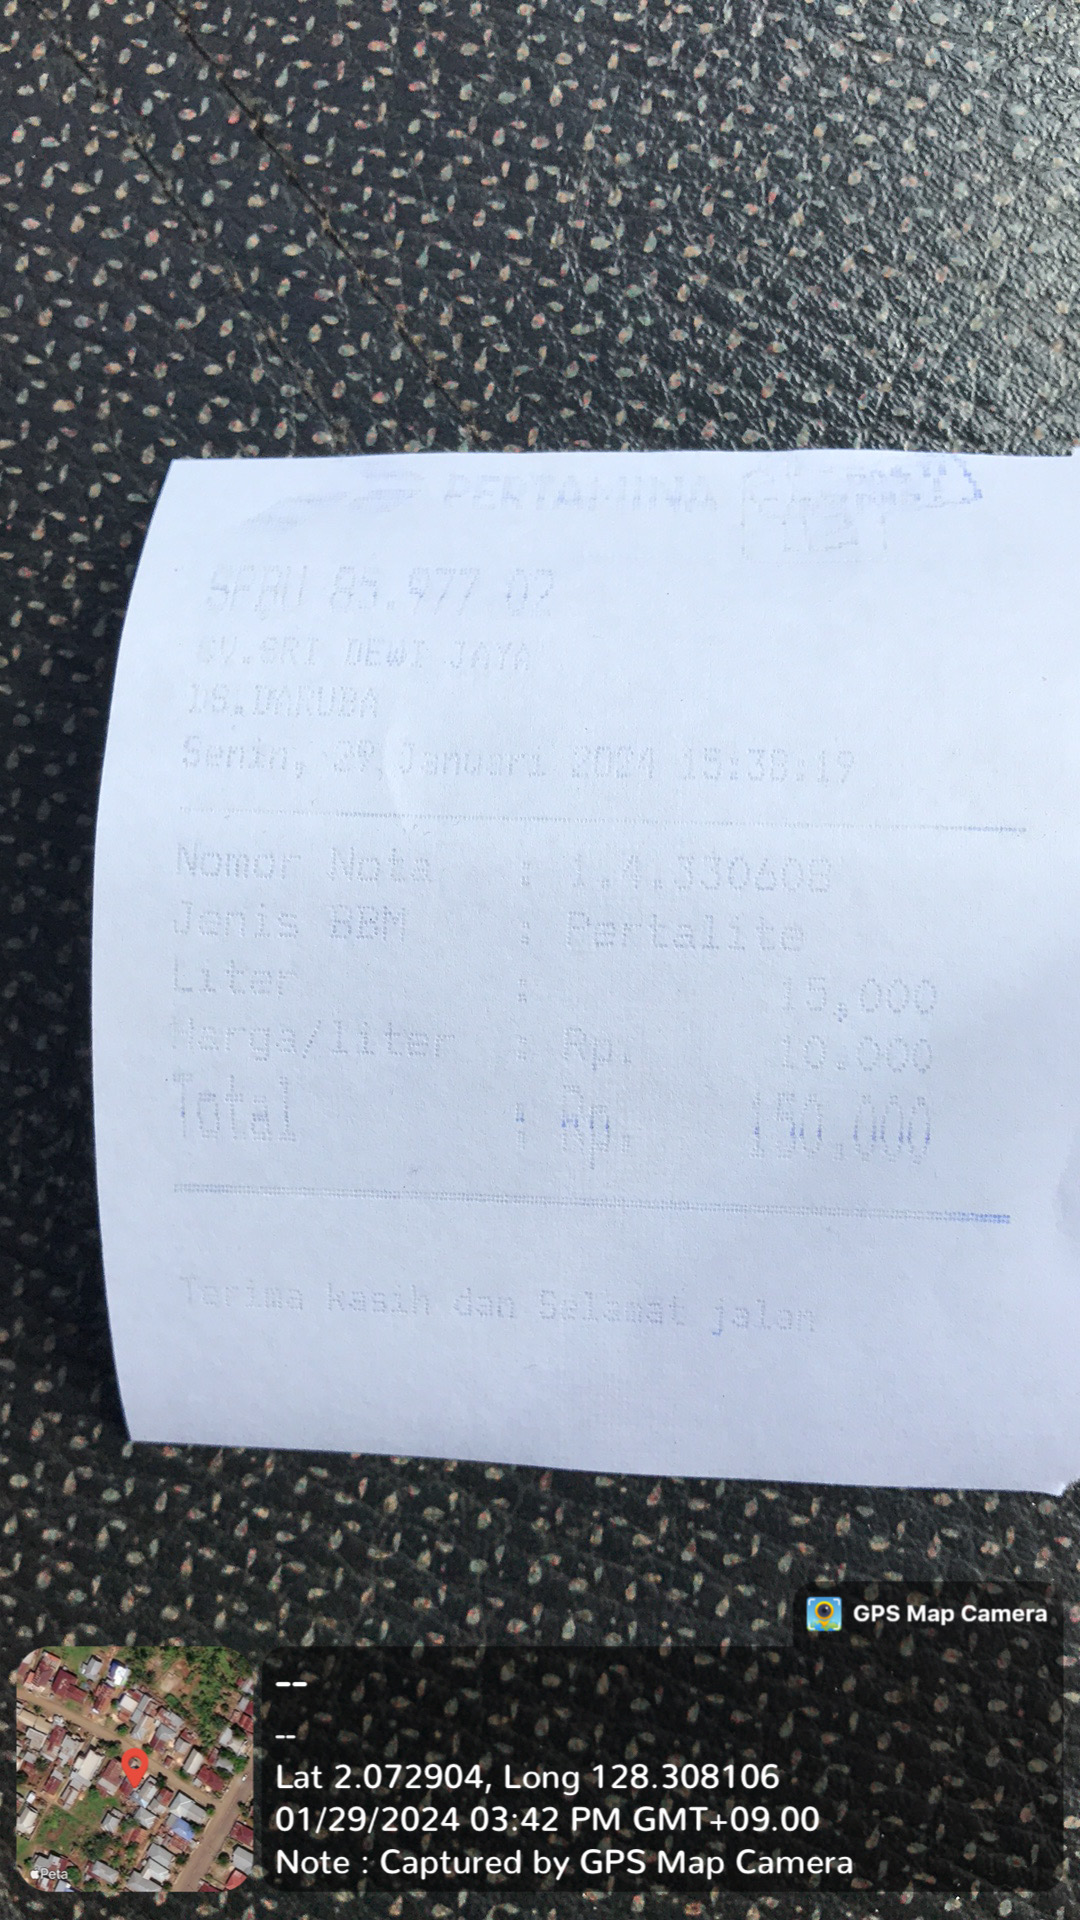 PERTAMINA
SPBU 85.977.02
CV.SRI DEWI JAYA
DS.DARUBA
Senin, 29 Januari 2024 15:38:19
Nomor Nota : 1.4.330608
Jenis BBM : Pertalite
Liter : 15,000
Harga/liter : Rp. 10.000
Total : Rp. 150.000
Terima kasih dan Selamat jalan
GPS Map Camera
--
--
Lat 2.072904, Long 128.308106
01/29/2024 03:42 PM GMT+09.00
Note : Captured by GPS Map Camera
Peta